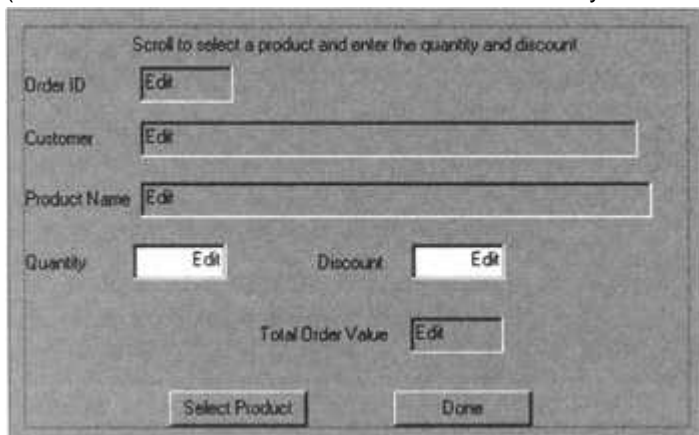 Scroll to select a product and enter the quantity and discount
Order ID Edit
Customer Edit
Product Name Edit
Quantity Edit Discount Edit
Total Order Value Edit
Select Product Done